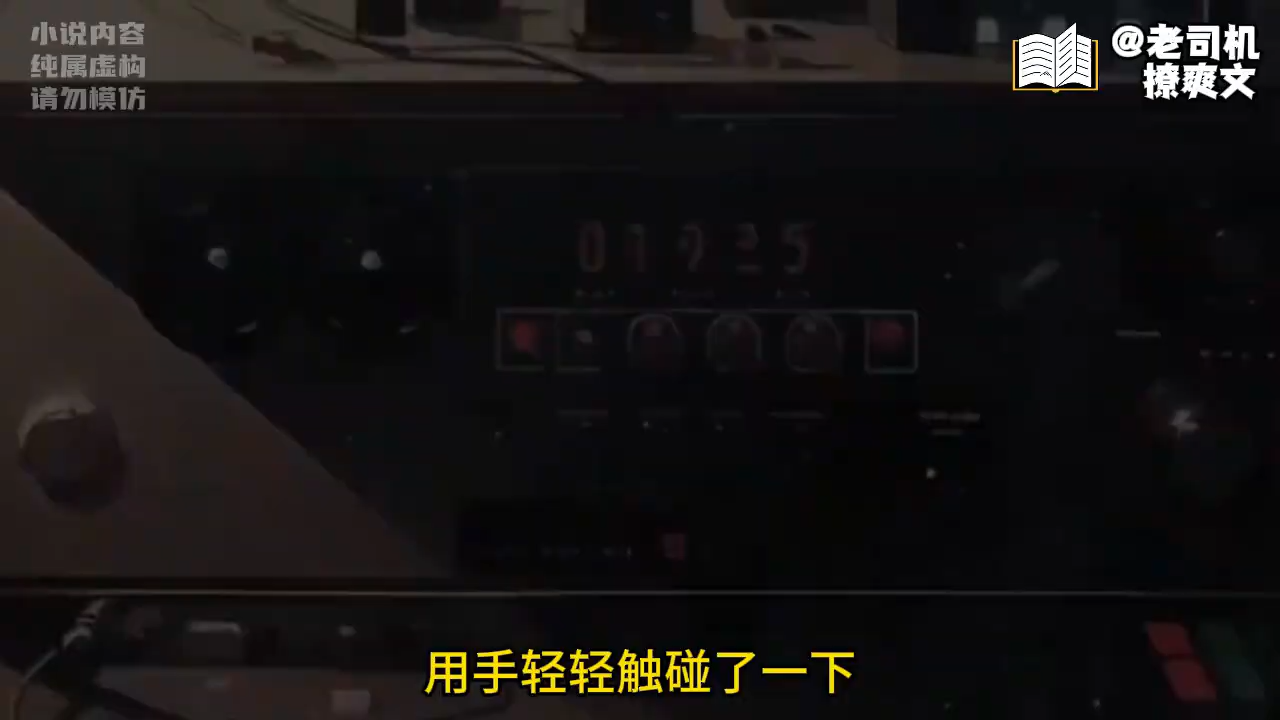 小说内容
纯属虚构
请勿模仿
@老司机
撩爽文
用手轻轻触碰了一下